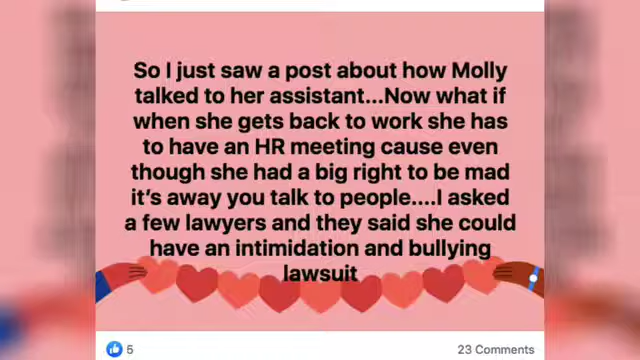 So I just saw a post about how Molly
talked to her assistant...Now what if
when she gets back to work she has
to have an HR meeting cause even
though she had a big right to be mad
it's away you talk to people....I asked
a few lawyers and they said she could
have an intimidation and bullying
lawsuit
5
23 Comments